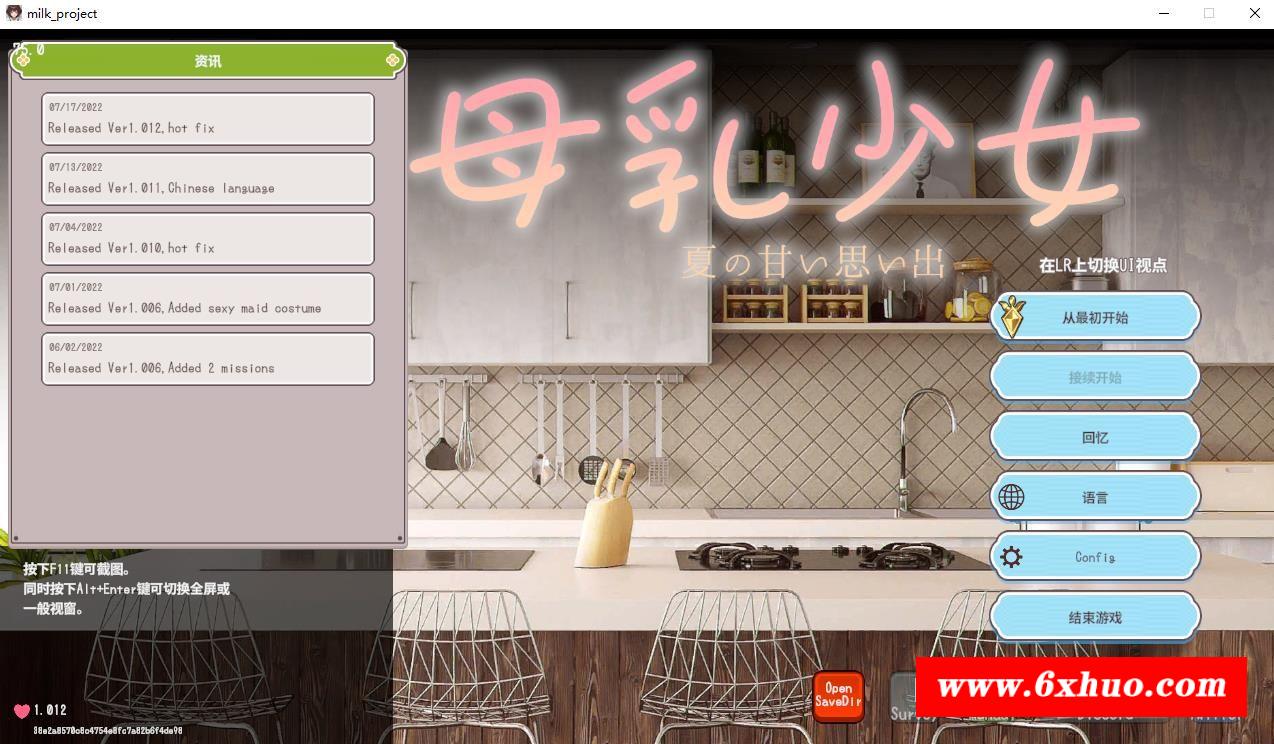 milk_project
75.0
资讯
07/17/2022
Released Ver1.012,hot fix
07/13/2022
Released Ver1.011,Chinese language
07/04/2022
Released Ver1.010,hot fix
07/01/2022
Released Ver1.006,Added sexy maid costume
06/02/2022
Released Ver1.006,Added 2 missions
按下F11键可截图。
同时按下Alt+Enter键可切换全屏或
一般视窗。
母乳少女
夏の甘い思い出
在LR上切换UI视点
从最初开始
接续开始
回忆
语言
Config
结束游戏
Open
SaveDir
www.6xhuo.com
1.012